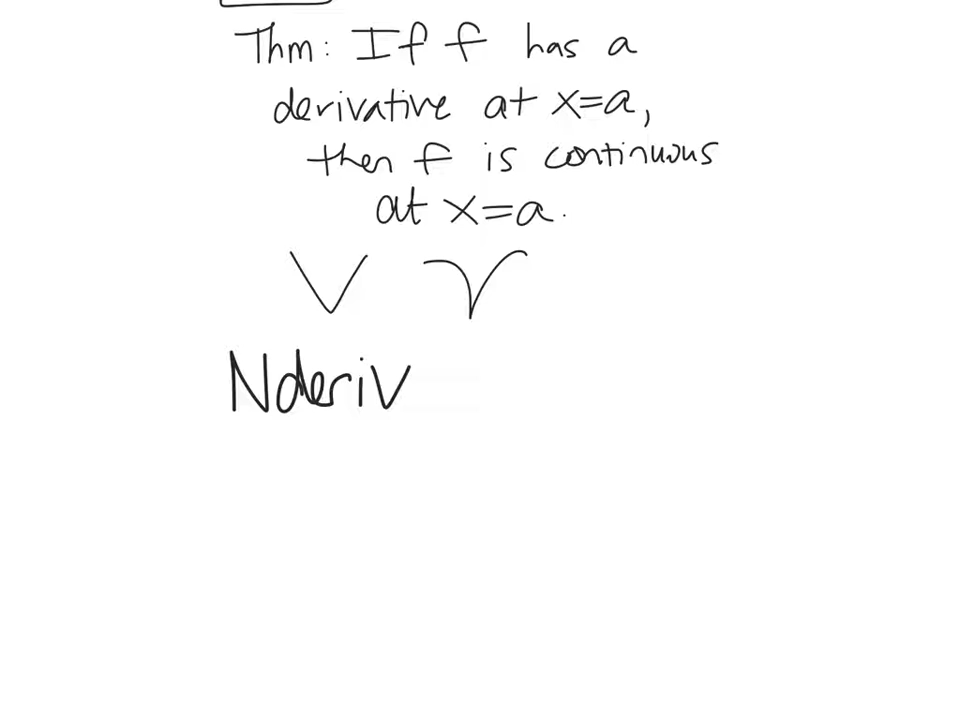 Thm: If f has a
derivative at x=a,
then f is continuous
at x=a.
Nderiv